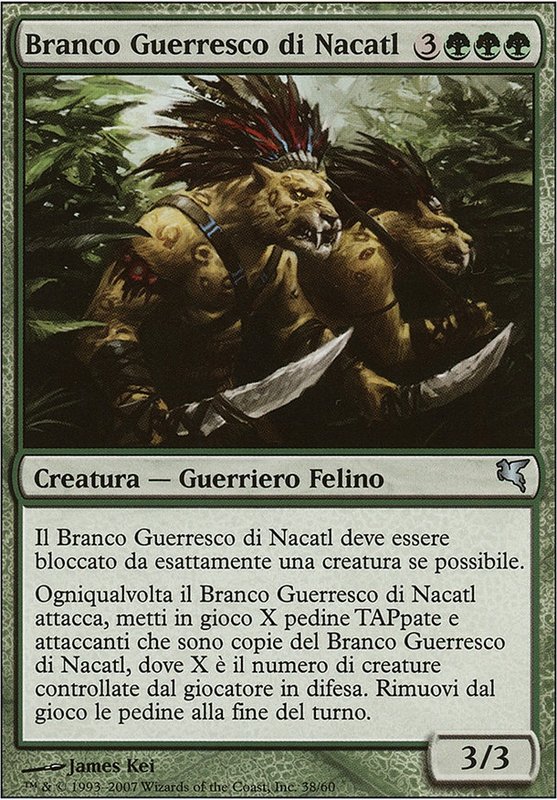 Branco Guerresco di Nacatl 3
Creatura — Guerriero Felino
Il Branco Guerresco di Nacatl deve essere
bloccato da esattamente una creatura se possibile.
Ogniqualvolta il Branco Guerresco di Nacatl
attacca, metti in gioco X pedine TAPpate e
attaccanti che sono copie del Branco Guerresco
di Nacatl, dove X è il numero di creature
controllate dal giocatore in difesa. Rimuovi dal
gioco le pedine alla fine del turno.
3/3
James Kei
™ & © 1993-2007 Wizards of the Coast, Inc. 38/60